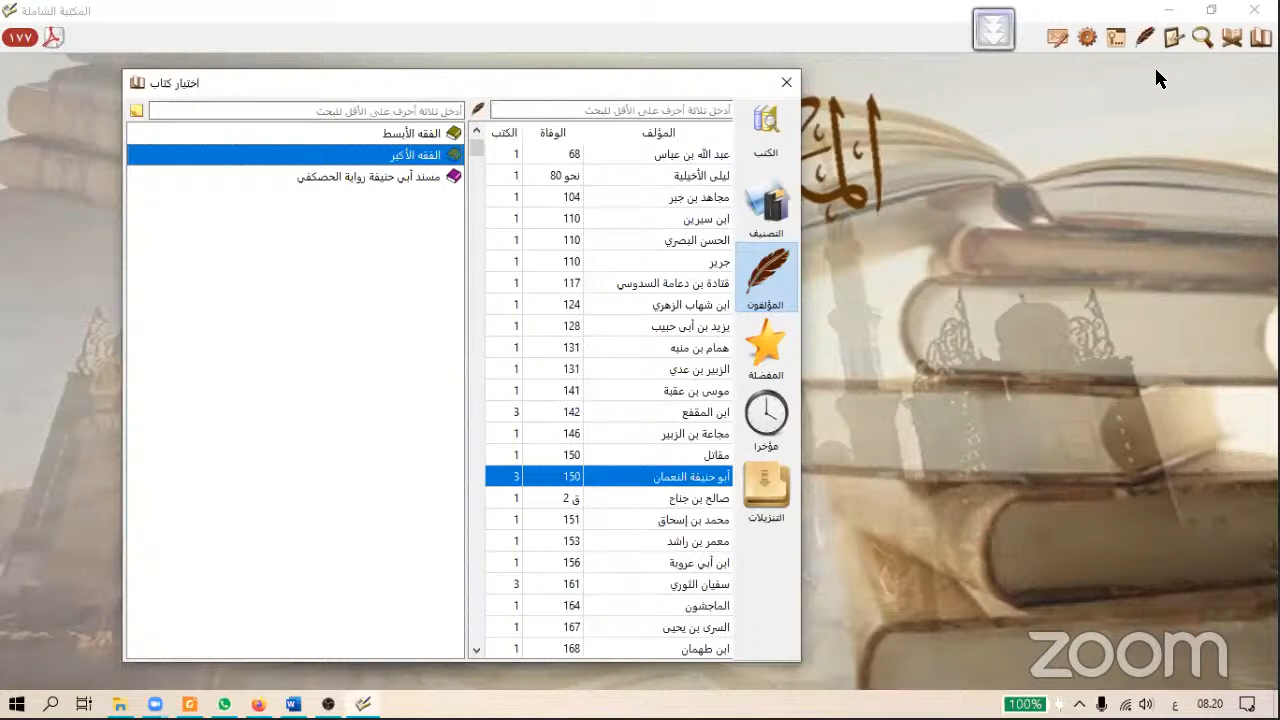 المكتبة الشاملة
١٧٧
اختيار كتاب
أدخل ثلاثة أحرف على الأقل للبحث
أدخل ثلاثة أحرف على الأقل للبحث
المؤلف الوفاة الكتب
عبد الله بن عباس 68 1
ليلى الأخيلية نحو 80 1
مجاهد بن جبر 104 1
ابن سيرين 110 1
الحسن البصري 110 1
جرير 110 1
قتادة بن دعامة السدوسي 117 1
ابن شهاب الزهري 124 1
يزيد بن أبي حبيب 128 1
همام بن منبه 131 1
الزبير بن عدي 131 1
موسى بن عقبة 141 1
ابن المقفع 142 3
مجاعة بن الزبير 146 1
مقاتل 150 1
أبو حنيفة النعمان 150 3
صالح بن جناح ق 2 1
محمد بن إسحاق 151 1
معمر بن راشد 153 1
ابن أبي عروبة 156 1
سفيان الثوري 161 3
الماجشون 164 1
السرى بن يحيى 167 1
ابن طهمان 168 1
الفقه الأبسط
الفقه الأكبر
مسند أبي حنيفة رواية الحصكفي
الكتب
التصنيف
المؤلفون
المفضلة
مؤخرا
التنزيلات
zoom
100%
ع
08.20